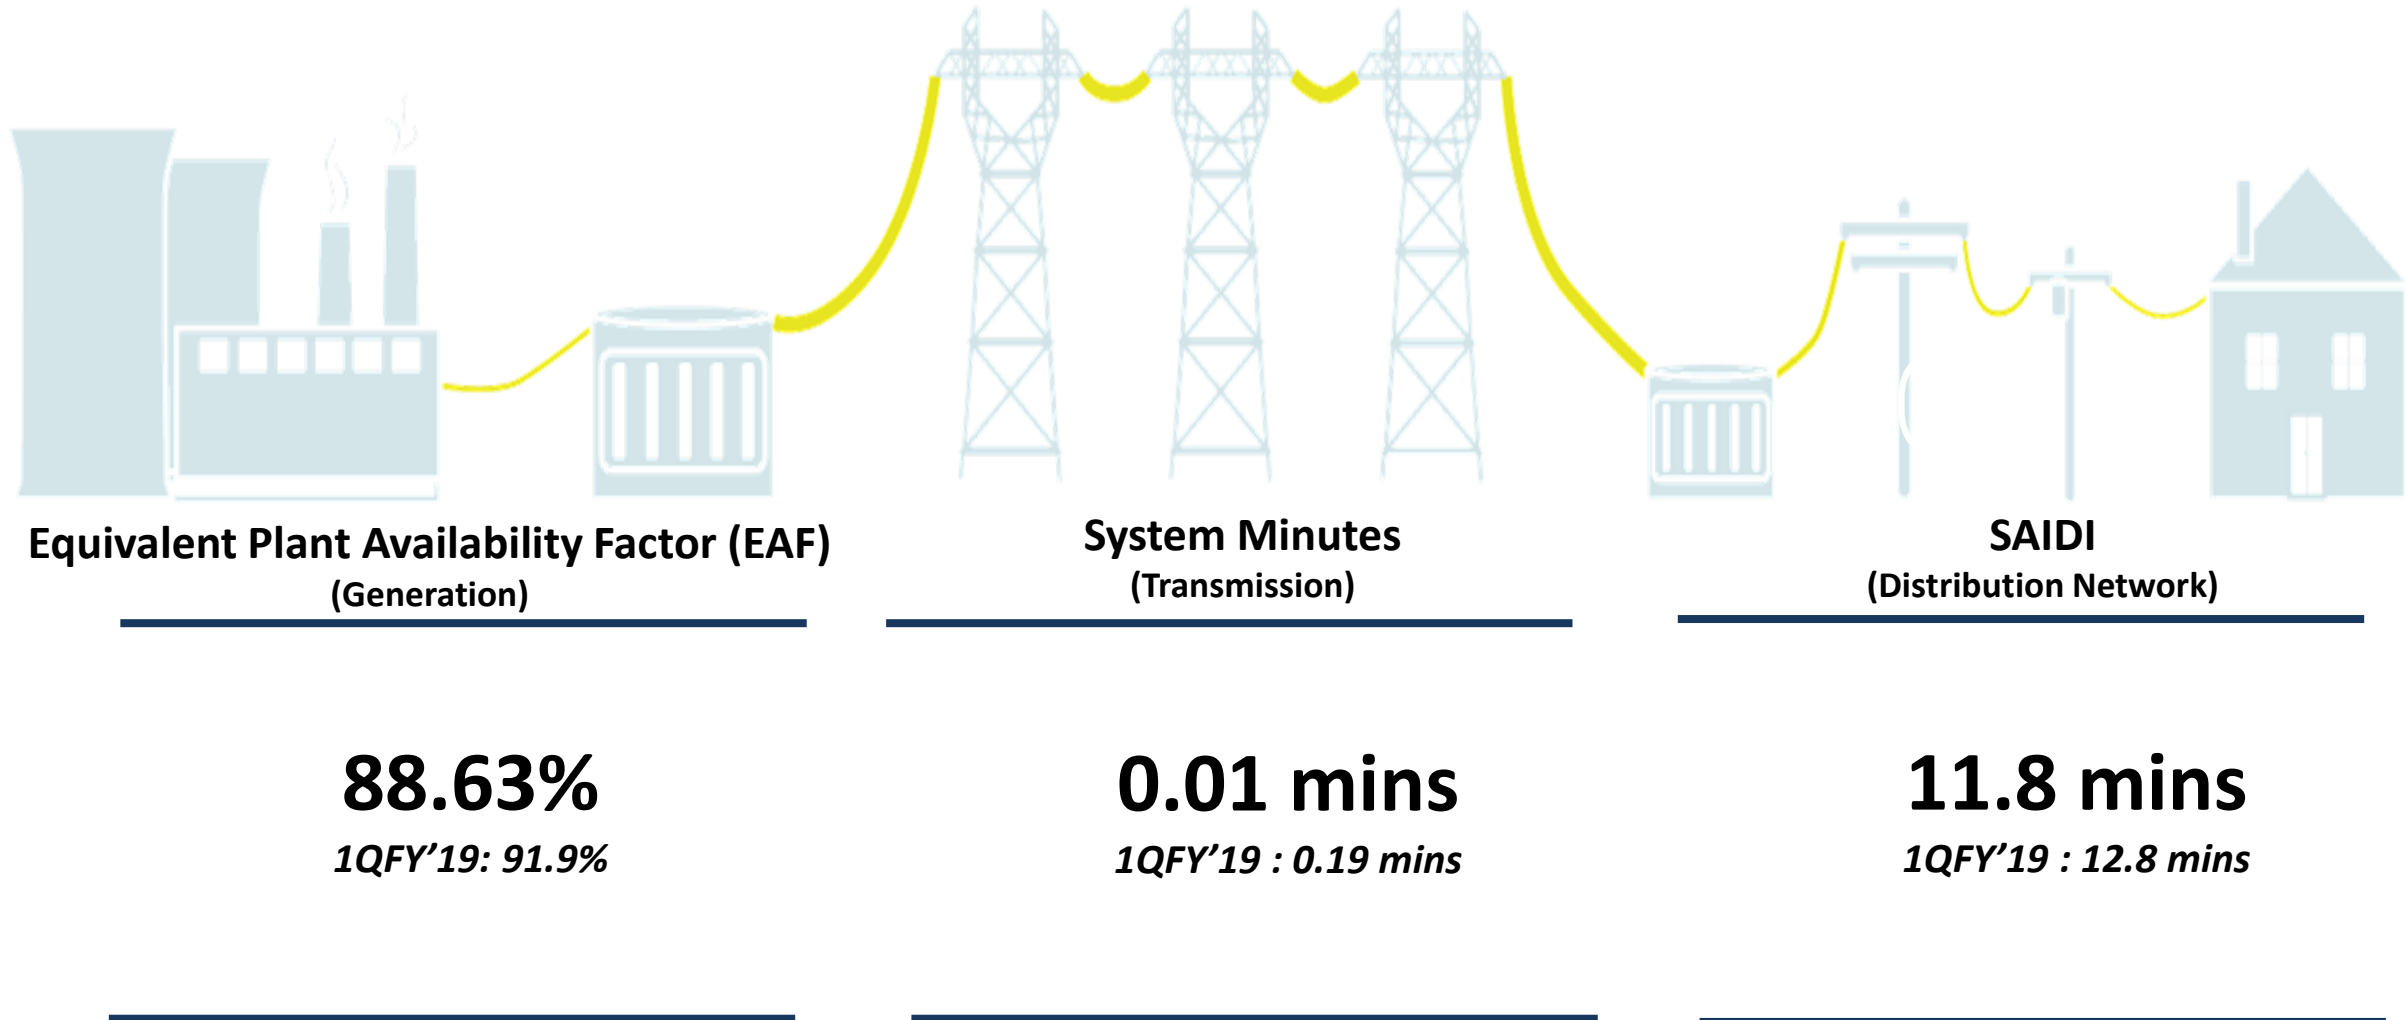 Equivalent Plant Availability Factor (EAF)
(Generation)
System Minutes
(Transmission)
SAIDI
(Distribution Network)
88.63%
1QFY’19: 91.9%
0.01 mins
1QFY’19 : 0.19 mins
11.8 mins
1QFY’19 : 12.8 mins